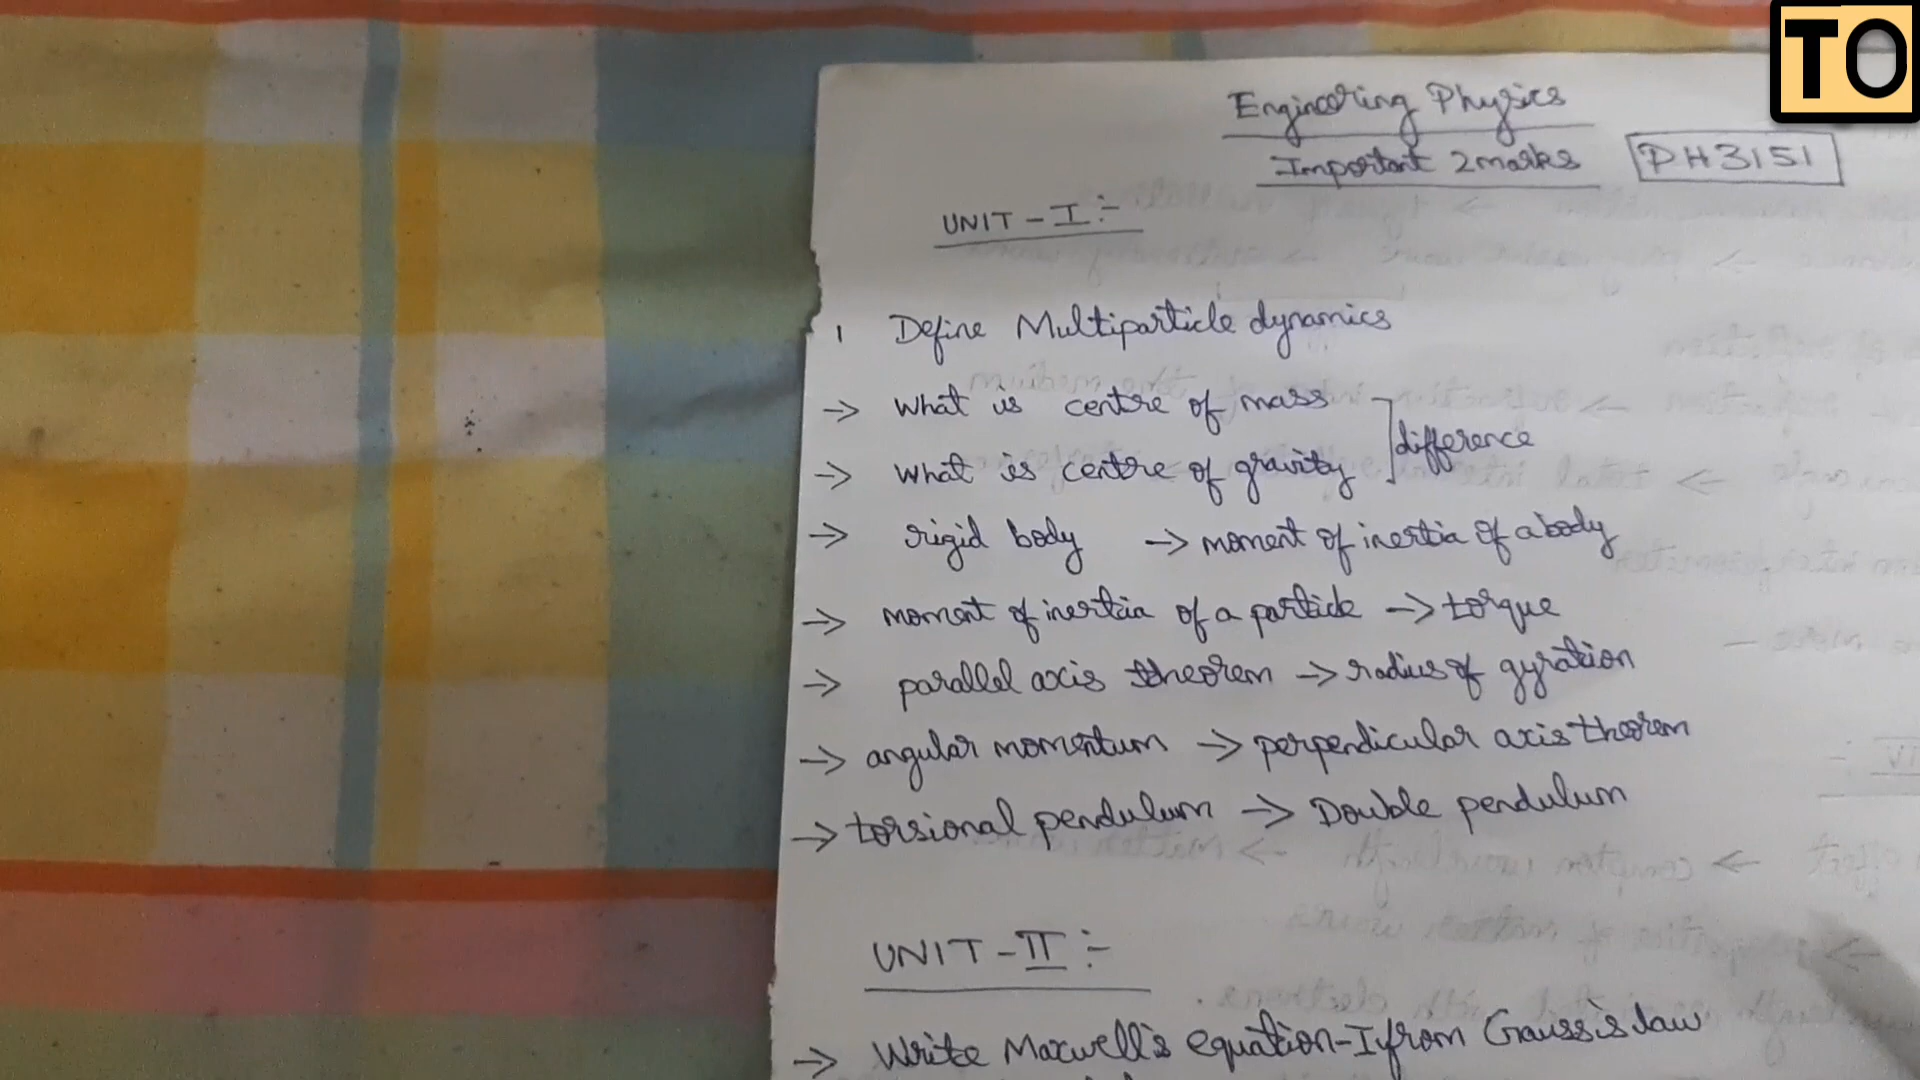 TO
Engineering Physics
Important 2marks PH3151
UNIT - I :-
1 Define Multiparticle dynamics
-> What is centre of mass
-> what is centre of gravity
difference
-> rigid body -> moment of inertia of a body
-> moment of inertia of a particle -> torque
-> parallel axis theorem -> radius of gyration
-> angular momentum -> perpendicular axis theorem
-> torsional pendulum -> Double pendulum
UNIT - II :-
-> Write Maxwell's equation-I from Gauss's law